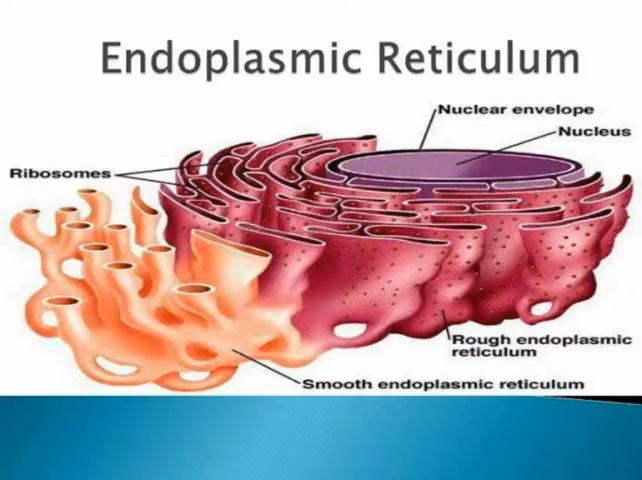 Endoplasmic Reticulum
Nuclear envelope
Nucleus
Ribosomes
Rough endoplasmic
reticulum
Smooth endoplasmic reticulum